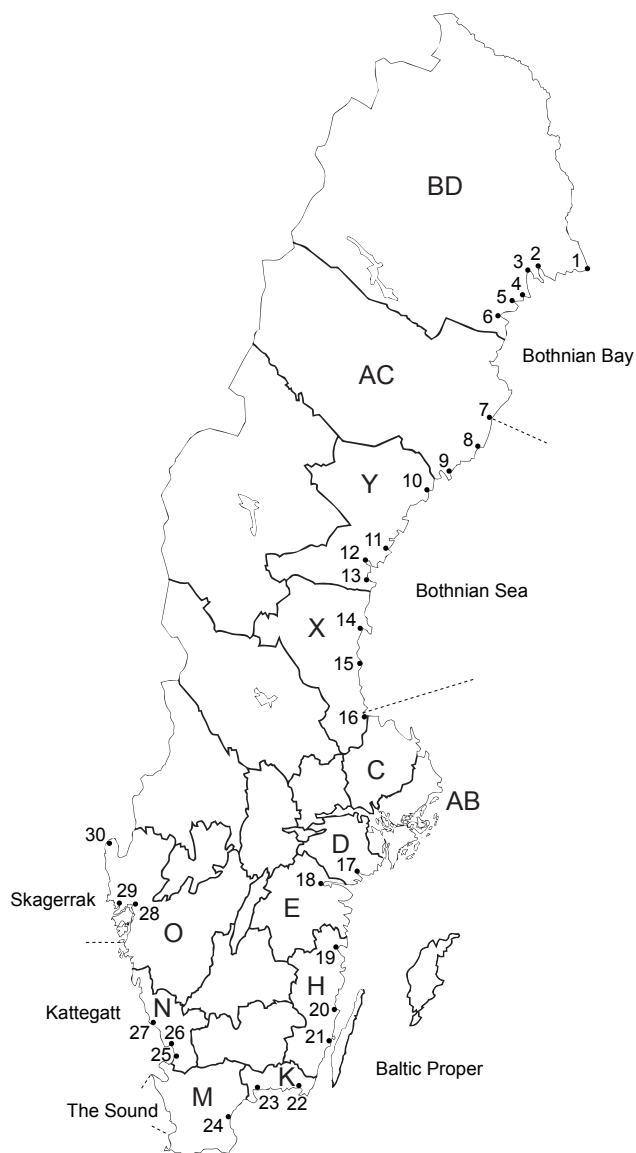 BD
3 2 1
4
5
6
Bothnian Bay
AC
7
8
9
Y
10
11
12
13
Bothnian Sea
X
14
15
16
C
AB
D
30
17
18
Skagerrak 29
28
E
O
19
H
N
Kattegatt
20
27 26
21
25
Baltic Proper
K
M
The Sound
23 22
24